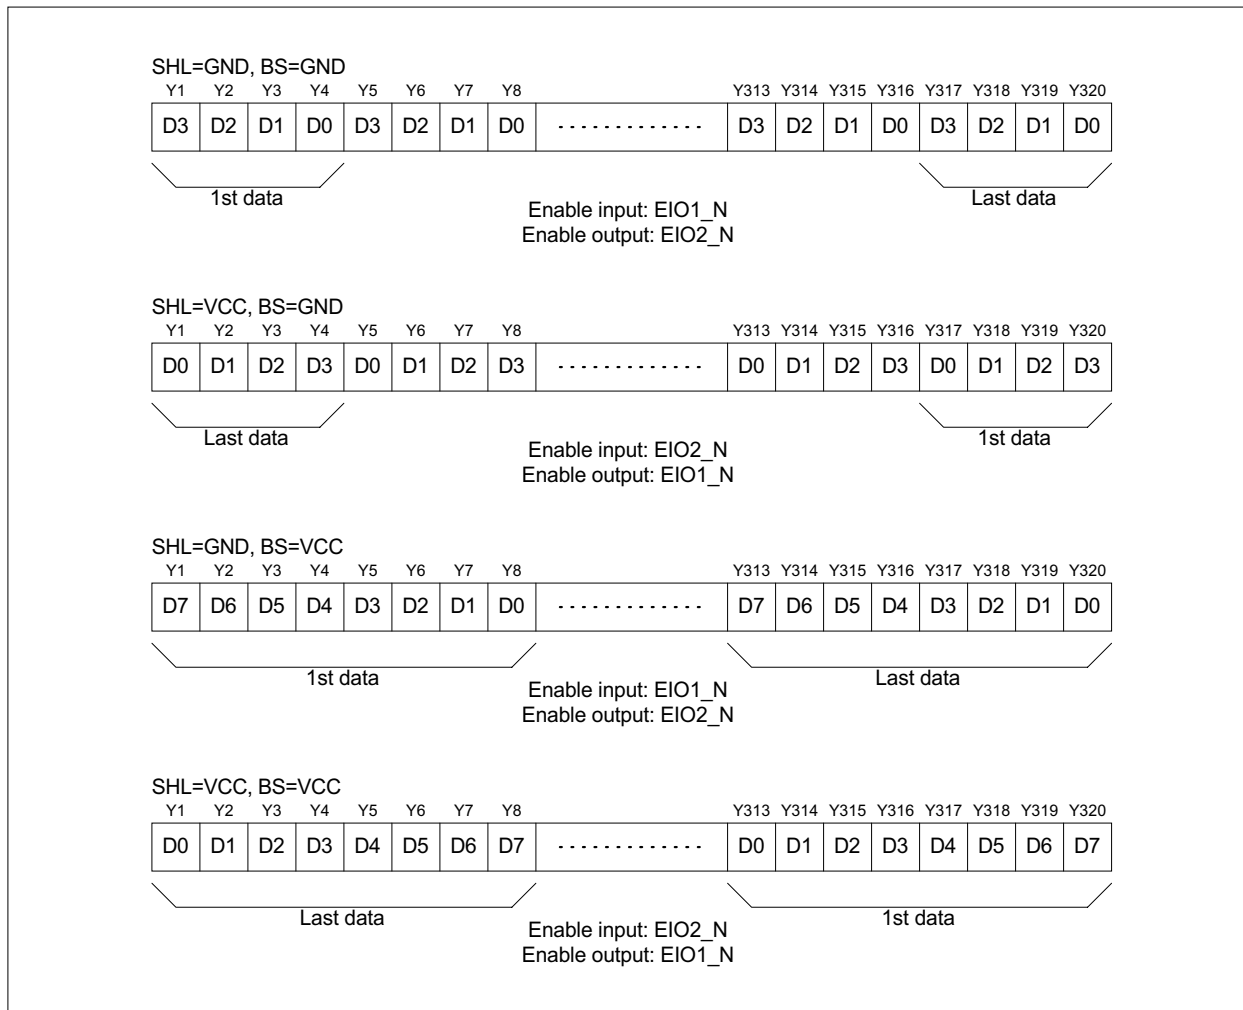 SHL=GND, BS=GND
Y1 Y2 Y3 Y4 Y5 Y6 Y7 Y8 Y313 Y314 Y315 Y316 Y317 Y318 Y319 Y320
D3 D2 D1 D0 D3 D2 D1 D0 ............. D3 D2 D1 D0 D3 D2 D1 D0
1st data Last data
Enable input: EIO1_N
Enable output: EIO2_N
SHL=VCC, BS=GND
Y1 Y2 Y3 Y4 Y5 Y6 Y7 Y8 Y313 Y314 Y315 Y316 Y317 Y318 Y319 Y320
D0 D1 D2 D3 D0 D1 D2 D3 ............. D0 D1 D2 D3 D0 D1 D2 D3
Last data 1st data
Enable input: EIO2_N
Enable output: EIO1_N
SHL=GND, BS=VCC
Y1 Y2 Y3 Y4 Y5 Y6 Y7 Y8 Y313 Y314 Y315 Y316 Y317 Y318 Y319 Y320
D7 D6 D5 D4 D3 D2 D1 D0 ............. D7 D6 D5 D4 D3 D2 D1 D0
1st data Last data
Enable input: EIO1_N
Enable output: EIO2_N
SHL=VCC, BS=VCC
Y1 Y2 Y3 Y4 Y5 Y6 Y7 Y8 Y313 Y314 Y315 Y316 Y317 Y318 Y319 Y320
D0 D1 D2 D3 D4 D5 D6 D7 ............. D0 D1 D2 D3 D4 D5 D6 D7
Last data 1st data
Enable input: EIO2_N
Enable output: EIO1_N